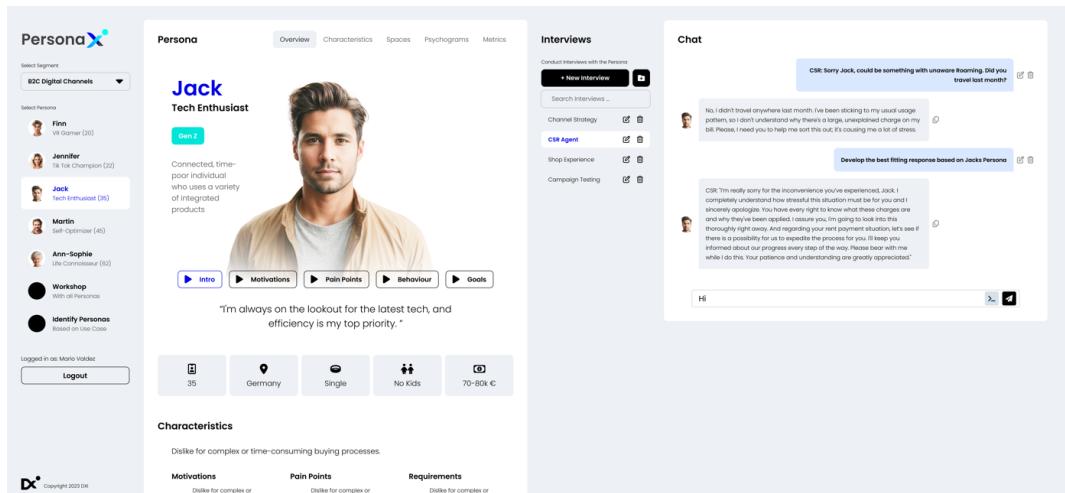 Persona X
Select Segment
B2C Digital Channels
Select Persona
Finn
VR Gamer (20)
Jennifer
Tik Tok Champion (22)
Jack
Tech Enthusiast (35)
Martin
Self-Optimizer (45)
Ann-Sophie
Life Connoisseur (62)
Workshop
With all Personas
Identify Personas
Based on Use Case
Logged in as: Mario Valdez
Logout
DX
Copyright 2023 DXI
Persona
Overview Characteristics Spaces Psychograms Metrics
Jack
Tech Enthusiast
Gen Z
Connected, time-
poor individual
who uses a variety
of integrated
products
Intro Motivations Pain Points Behaviour Goals
"I'm always on the lookout for the latest tech, and
efficiency is my top priority. "
35 Germany Single No Kids 70-80k €
Characteristics
Dislike for complex or time-consuming buying processes.
Motivations Pain Points Requirements
Dislike for complex or Dislike for complex or Dislike for complex or
Interviews
Conduct Interviews with the Persona
+ New Interview
Search Interviews ...
Channel Strategy
CSR Agent
Shop Experience
Campaign Testing
Chat
CSR: Sorry Jack, could be something with unaware Roaming. Did you
travel last month?
No, I didn't travel anywhere last month. I've been sticking to my usual usage
pattern, so I don't understand why there's a large, unexplained charge on my
bill. Please, I need you to help me sort this out; it's causing me a lot of stress.
Develop the best fitting response based on Jacks Persona
CSR: "I'm really sorry for the inconvenience you've experienced, Jack. I
completely understand how stressful this situation must be for you and I
sincerely apologize. You have every right to know what these charges are
and why they've been applied. I assure you, I'm going to look into this
thoroughly right away. And regarding your rent payment situation, let's see if
there is a possibility for us to expedite the process for you. I'll keep you
informed about our progress every step of the way. Please bear with me
while I do this. Your patience and understanding are greatly appreciated."
Hi